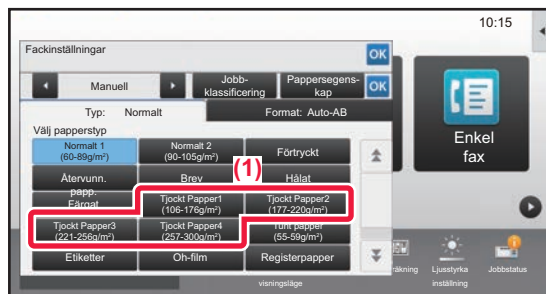 10:15
Fackinställningar
OK
Manuell
Jobb-
klassificering
Pappersegens-
kap
OK
Typ: Normalt
Format: Auto-AB
Välj papperstyp
Normalt 1
(60-89g/m²)
Normalt 2
(90-105g/m²)
Förtryckt
Återvunn.
papp.
Brev
(1)
Hålat
Färgat
Tjockt Papper1
(106-176g/m²)
Tjockt Papper2
(177-220g/m²)
Tjockt Papper3
(221-256g/m²)
Tjockt Papper4
(257-300g/m²)
Tunt papper
(55-59g/m²)
Etiketter
Oh-film
Registerpapper
Enkel
fax
räkning
Ljusstyrka
inställning
Jobbstatus
visningsläge